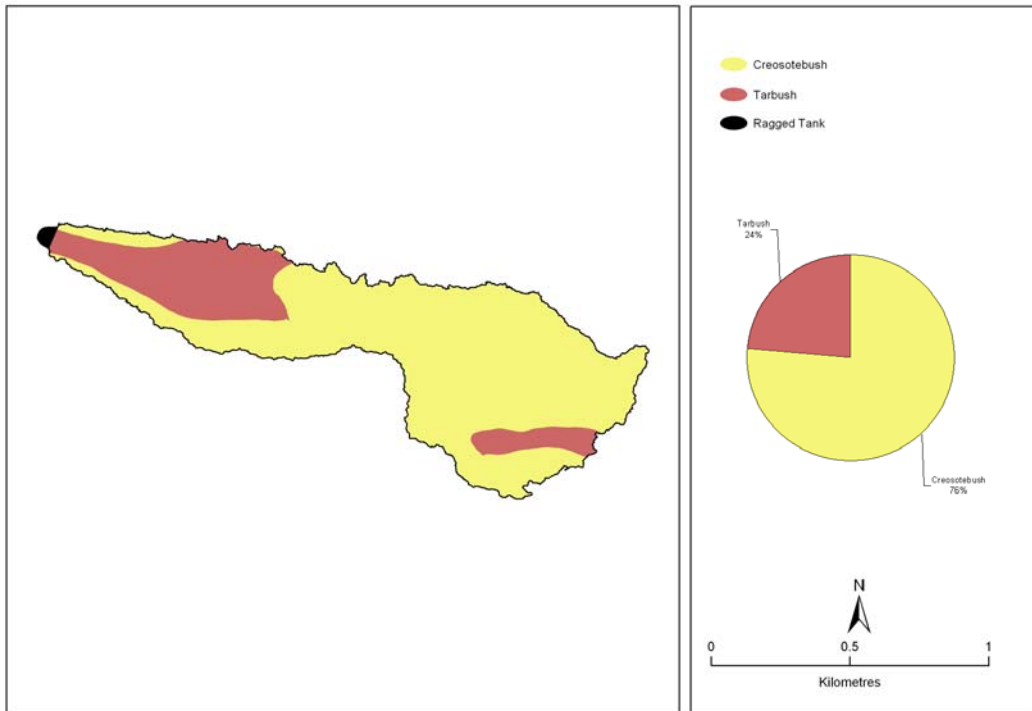 Creosotebush
Tarbush
Ragged Tank
Tarbush
24%
Creosotebush
76%
N
0
0.5
1
Kilometres